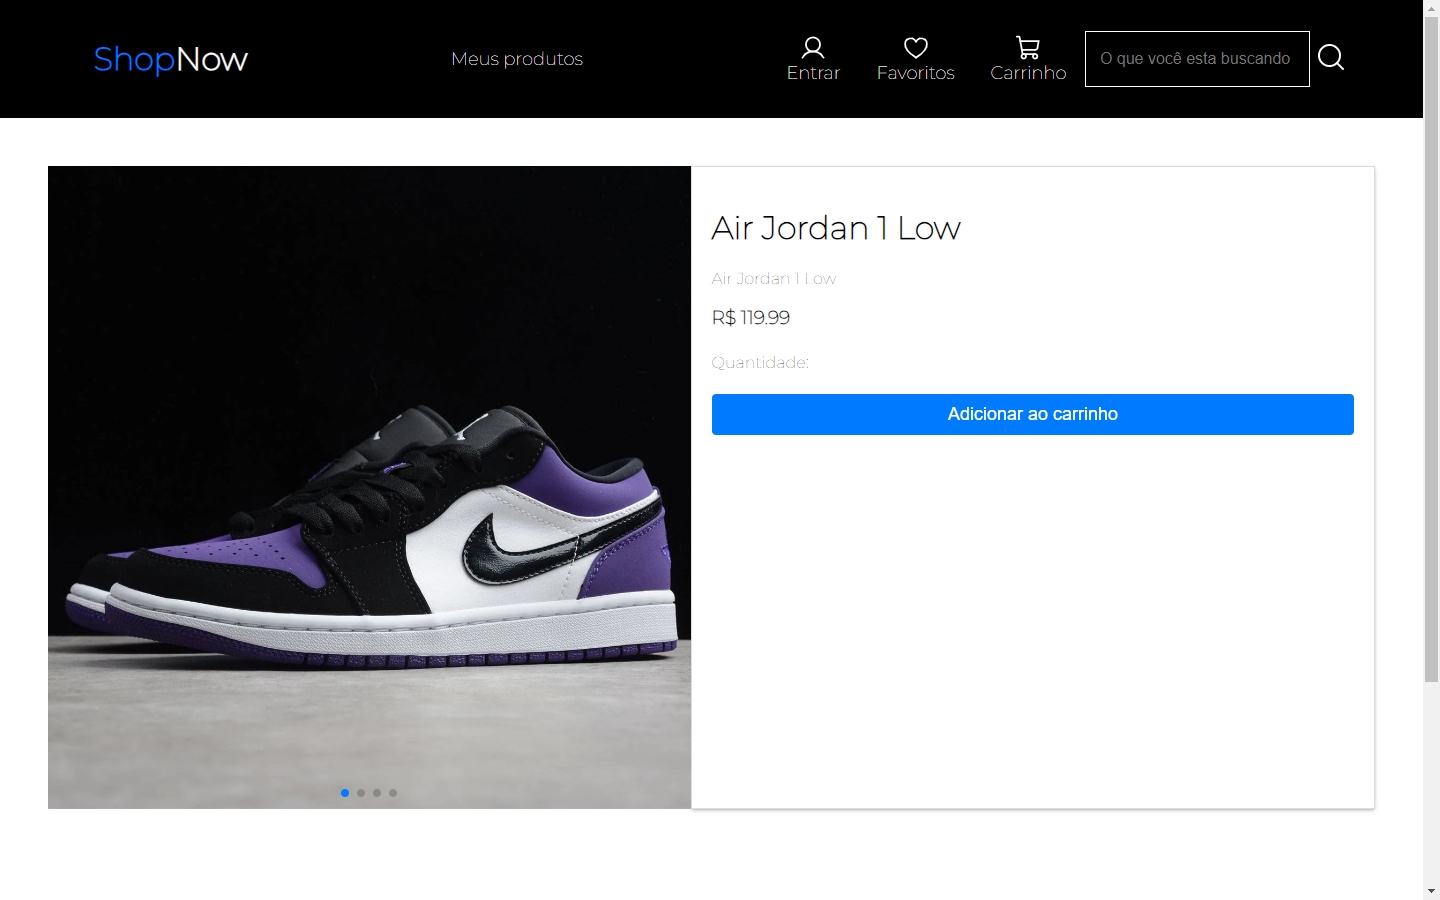 ShopNow
Meus produtos
Entrar
Favoritos
Carrinho
O que você esta buscando
Air Jordan 1 Low
Air Jordan 1 Low
R$ 119.99
Quantidade:
Adicionar ao carrinho